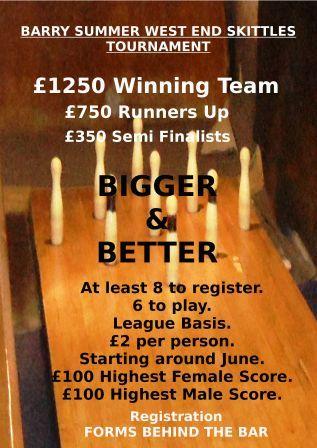 BARRY SUMMER WEST END SKITTLES
TOURNAMENT
£1250 Winning Team
£750 Runners Up
£350 Semi Finalists
BIGGER
&
BETTER
At least 8 to register.
6 to play.
League Basis.
£2 per person.
Starting around June.
£100 Highest Female Score.
£100 Highest Male Score.
Registration
FORMS BEHIND THE BAR